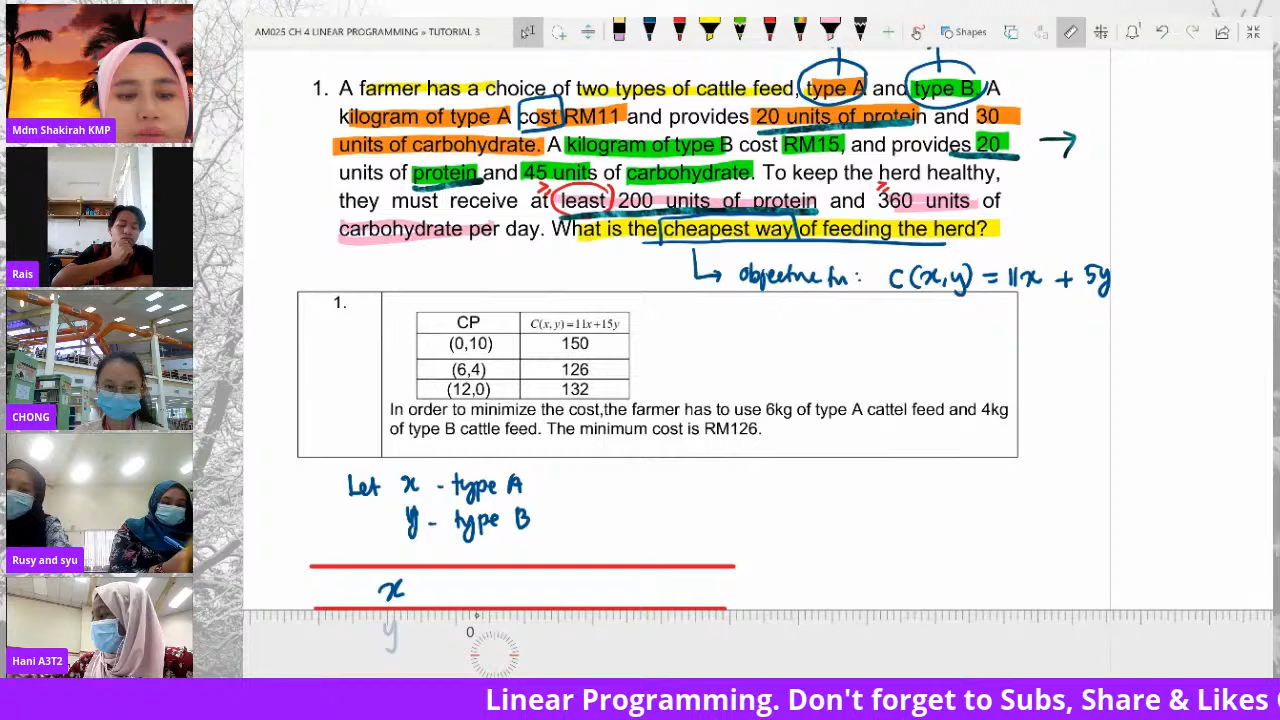 Mdm Shakirah KMP
Rais
CHONG
Rusy and syu
Hani A3T2
AM025 CH 4 LINEAR PROGRAMMING » TUTORIAL 3
Shapes
1. A farmer has a choice of two types of cattle feed, type A and type B. A
kilogram of type A cost RM11 and provides 20 units of protein and 30
units of carbohydrate. A kilogram of type B cost RM15, and provides 20
units of protein and 45 units of carbohydrate. To keep the herd healthy,
they must receive at least 200 units of protein and 360 units of
carbohydrate per day. What is the cheapest way of feeding the herd?
objective fn: C(x,y) = 11x + 5y
1.
CP C(x, y)=11x+15y
(0,10) 150
(6,4) 126
(12,0) 132
In order to minimize the cost,the farmer has to use 6kg of type A cattel feed and 4kg
of type B cattle feed. The minimum cost is RM126.
Let x - type A
y - type B
x
y
0
Linear Programming. Don't forget to Subs, Share & Likes